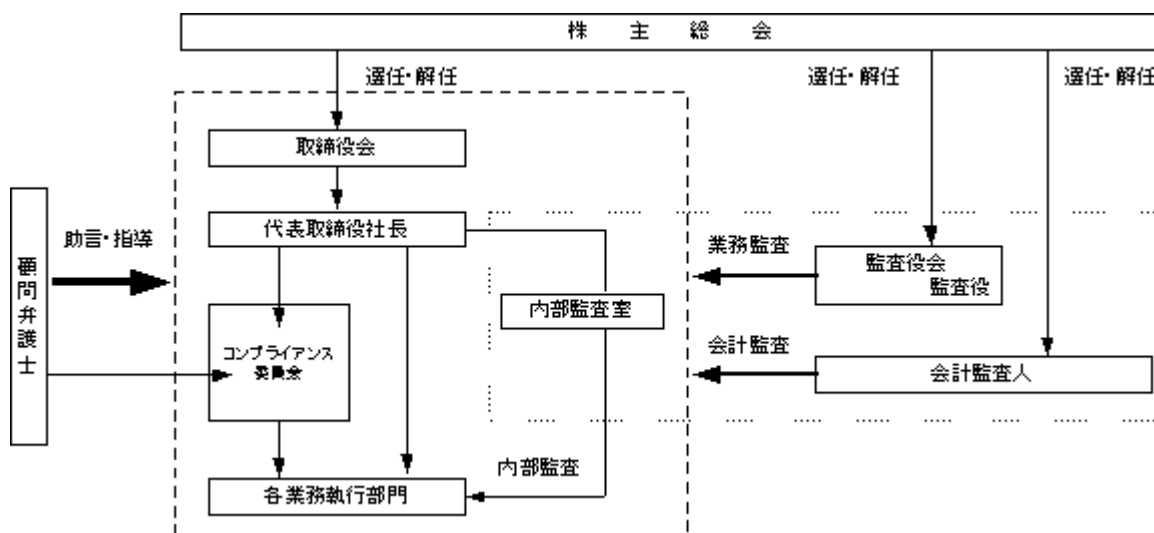 株主総会
選任・解任
選任・解任
選任・解任
取締役会
代表取締役社長
助言・指導
顧問弁護士
業務監査
監査役会
監査役
内部監査室
コンプライアンス
委員会
会計監査
会計監査人
内部監査
各業務執行部門